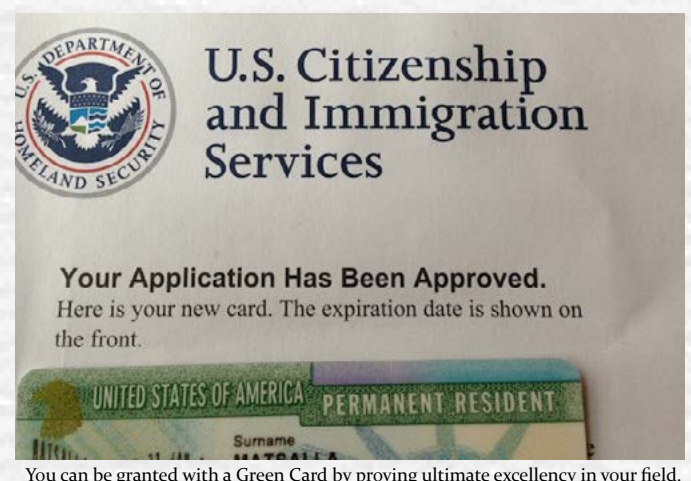 U.S. DEPARTMENT OF
HOMELAND SECURITY
U.S. Citizenship
and Immigration
Services
Your Application Has Been Approved.
Here is your new card. The expiration date is shown on
the front.
UNITED STATES OF AMERICA PERMANENT RESIDENT
Surname
MATSALLA
You can be granted with a Green Card by proving ultimate excellency in your field.